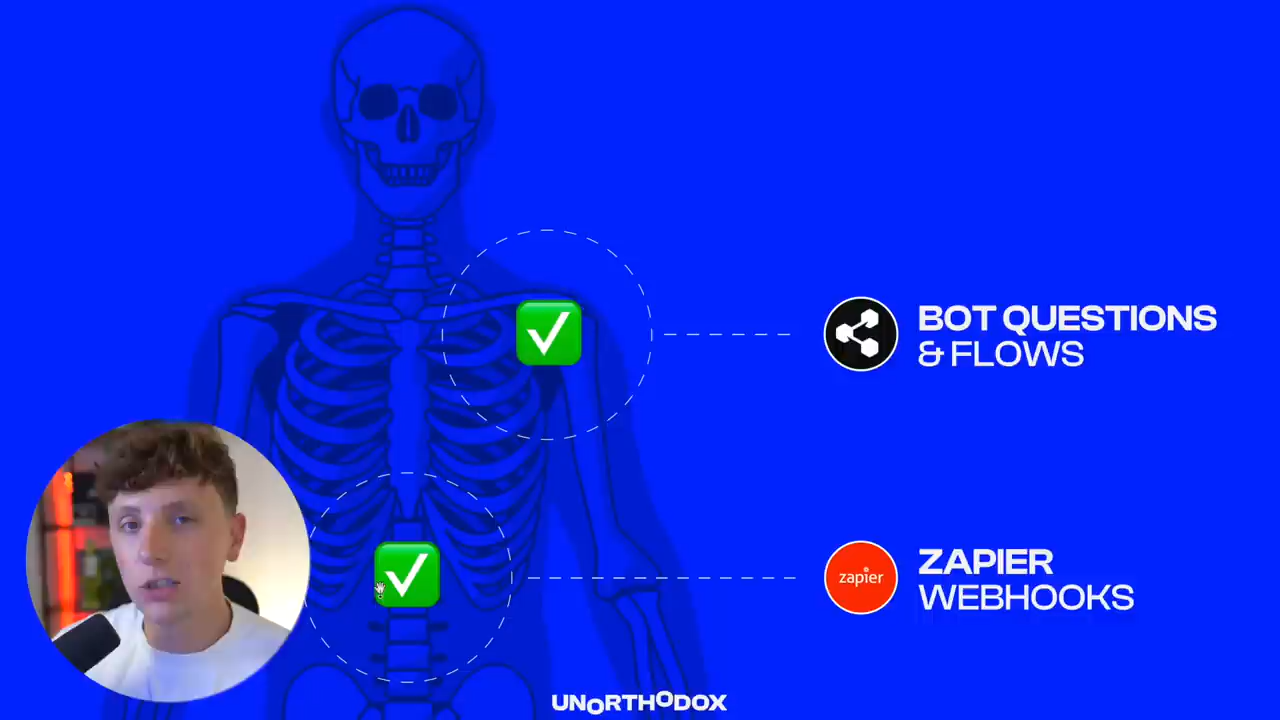 BOT QUESTIONS
& FLOWS
zapier
ZAPIER
WEBHOOKS
UNORTHODOX